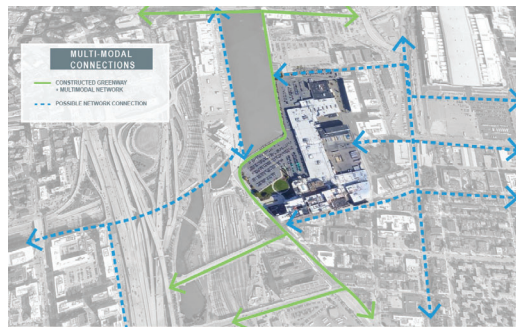 MULTI-MODAL
CONNECTIONS
CONSTRUCTED GREENWAY
+ MULTIMODAL NETWORK
POSSIBLE NETWORK CONNECTION